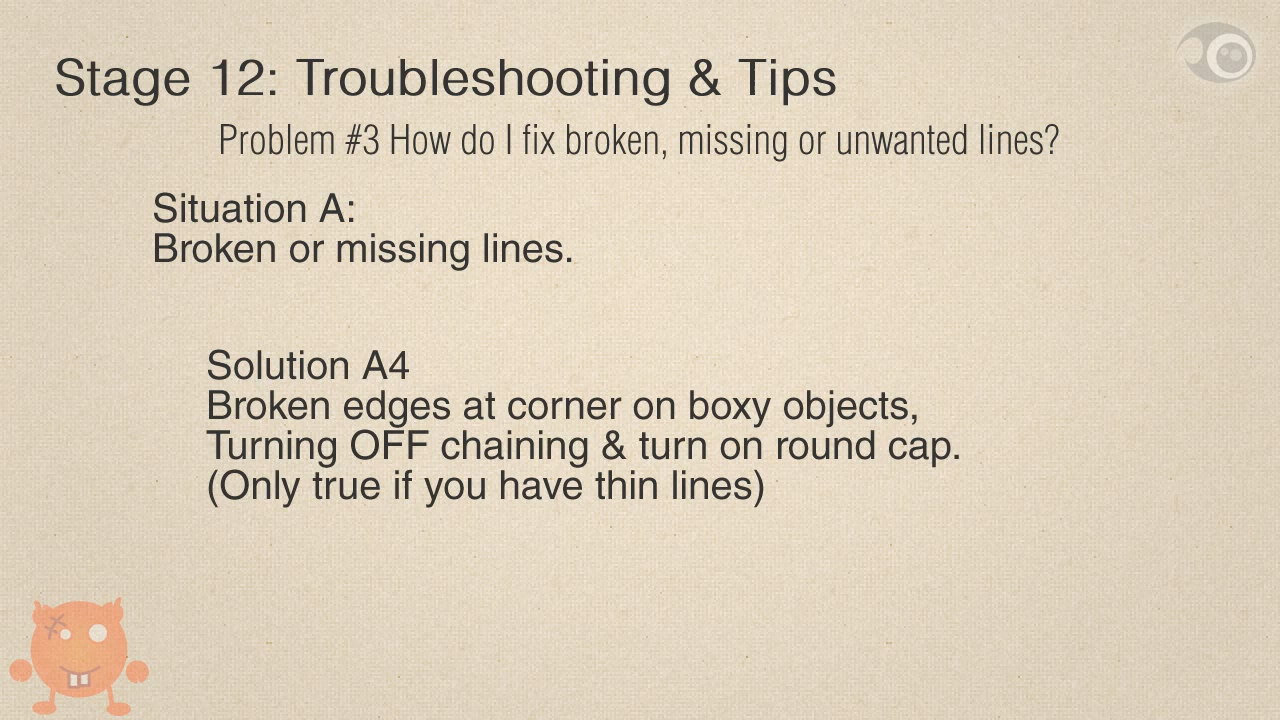 Stage 12: Troubleshooting & Tips
Problem #3 How do I fix broken, missing or unwanted lines?
Situation A:
Broken or missing lines.
Solution A4
Broken edges at corner on boxy objects,
Turning OFF chaining & turn on round cap.
(Only true if you have thin lines)